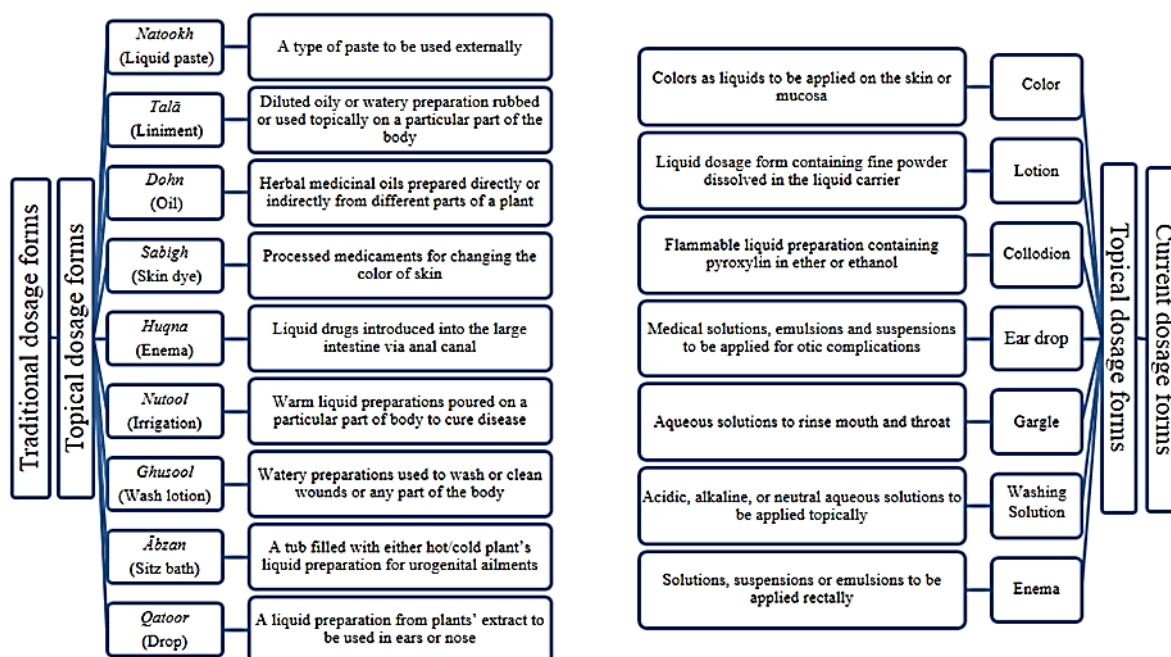 Traditional dosage forms
Topical dosage forms
Natookh
(Liquid paste)
A type of paste to be used externally
Talā
(Liniment)
Diluted oily or watery preparation rubbed
or used topically on a particular part of the
body
Dohn
(Oil)
Herbal medicinal oils prepared directly or
indirectly from different parts of a plant
Sabigh
(Skin dye)
Processed medicaments for changing the
color of skin
Huqna
(Enema)
Liquid drugs introduced into the large
intestine via anal canal
Nutool
(Irrigation)
Warm liquid preparations poured on a
particular part of body to cure disease
Ghusool
(Wash lotion)
Watery preparations used to wash or clean
wounds or any part of the body
Ābzan
(Sitz bath)
A tub filled with either hot/cold plant’s
liquid preparation for urogenital ailments
Qatoor
(Drop)
A liquid preparation from plants’ extract to
be used in ears or nose
Colors as liquids to be applied on the skin or
mucosa
Color
Liquid dosage form containing fine powder
dissolved in the liquid carrier
Lotion
Flammable liquid preparation containing
pyroxylin in ether or ethanol
Collodion
Medical solutions, emulsions and suspensions
to be applied for otic complications
Ear drop
Aqueous solutions to rinse mouth and throat
Gargle
Acidic, alkaline, or neutral aqueous solutions to
be applied topically
Washing
Solution
Solutions, suspensions or emulsions to be
applied rectally
Enema
Topical dosage forms
Current dosage forms